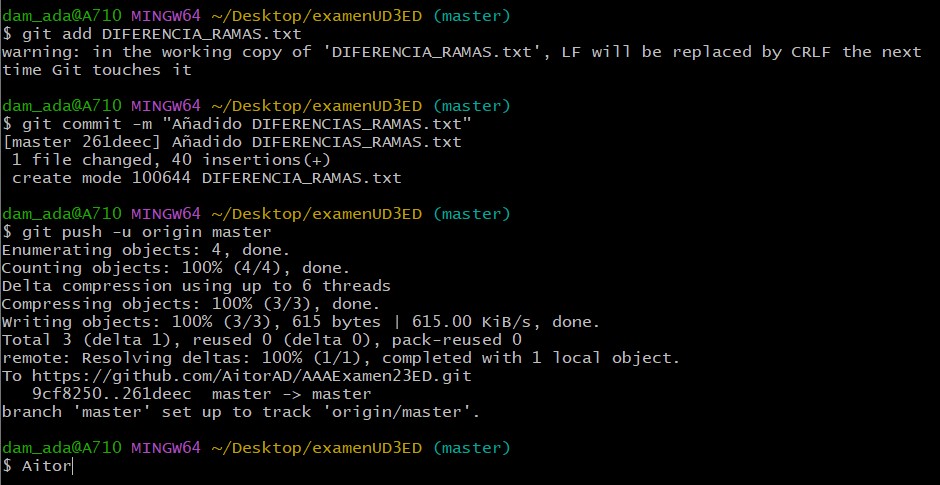 dam_ada@A710 MINGW64 ~/Desktop/examenUD3ED (master)
$ git add DIFERENCIA_RAMAS.txt
warning: in the working copy of 'DIFERENCIA_RAMAS.txt', LF will be replaced by CRLF the next
time Git touches it
dam_ada@A710 MINGW64 ~/Desktop/examenUD3ED (master)
$ git commit -m "Añadido DIFERENCIAS_RAMAS.txt"
[master 261deec] Añadido DIFERENCIAS_RAMAS.txt
 1 file changed, 40 insertions(+)
 create mode 100644 DIFERENCIA_RAMAS.txt
dam_ada@A710 MINGW64 ~/Desktop/examenUD3ED (master)
$ git push -u origin master
Enumerating objects: 4, done.
Counting objects: 100% (4/4), done.
Delta compression using up to 6 threads
Compressing objects: 100% (3/3), done.
Writing objects: 100% (3/3), 615 bytes | 615.00 KiB/s, done.
Total 3 (delta 1), reused 0 (delta 0), pack-reused 0
remote: Resolving deltas: 100% (1/1), completed with 1 local object.
To https://github.com/AitorAD/AAAExamen23ED.git
   9cf8250..261deec  master -> master
branch 'master' set up to track 'origin/master'.
dam_ada@A710 MINGW64 ~/Desktop/examenUD3ED (master)
$ Aitor